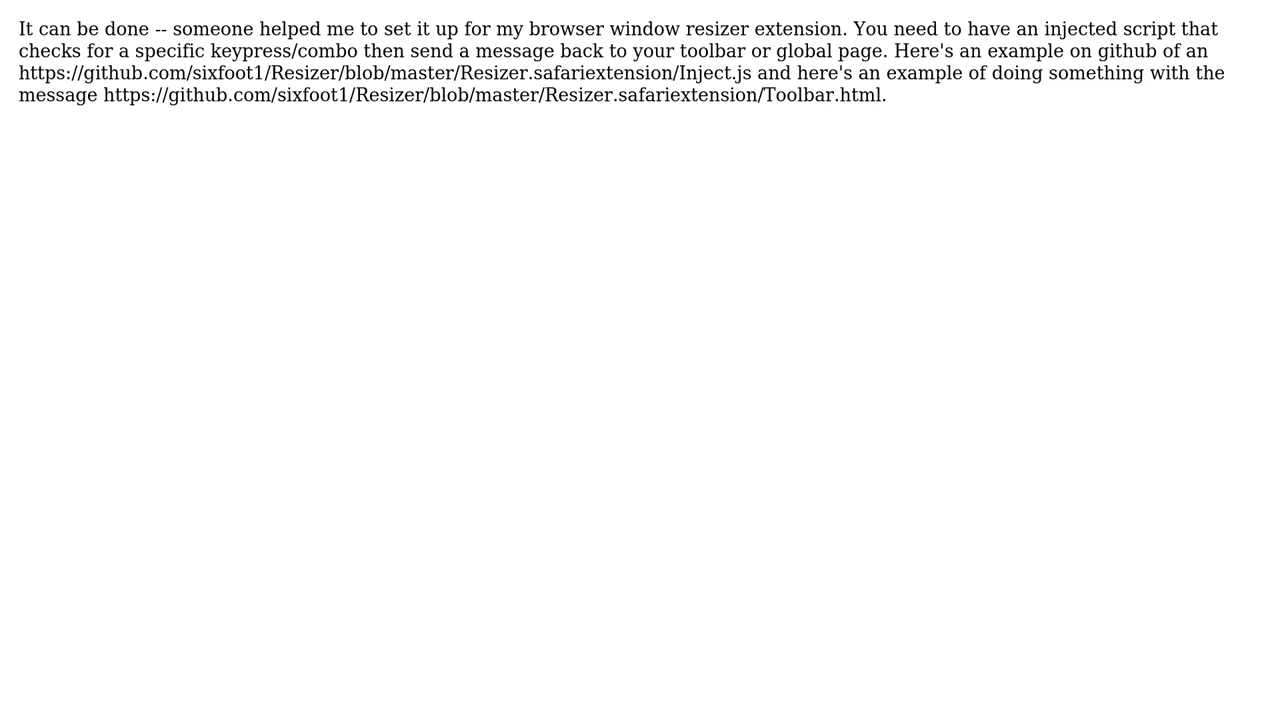 It can be done -- someone helped me to set it up for my browser window resizer extension. You need to have an injected script that
checks for a specific keypress/combo then send a message back to your toolbar or global page. Here's an example on github of an
https://github.com/sixfoot1/Resizer/blob/master/Resizer.safariextension/Inject.js and here's an example of doing something with the
message https://github.com/sixfoot1/Resizer/blob/master/Resizer.safariextension/Toolbar.html.